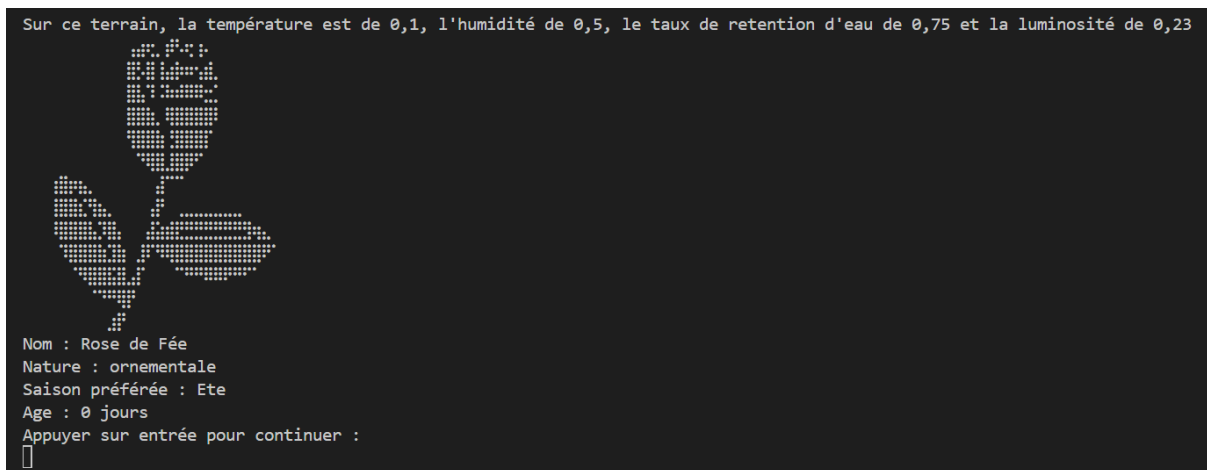 Sur ce terrain, la température est de 0,1, l'humidité de 0,5, le taux de retention d'eau de 0,75 et la luminosité de 0,23
Nom : Rose de Fée
Nature : ornementale
Saison préférée : Ete
Age : 0 jours
Appuyer sur entrée pour continuer :